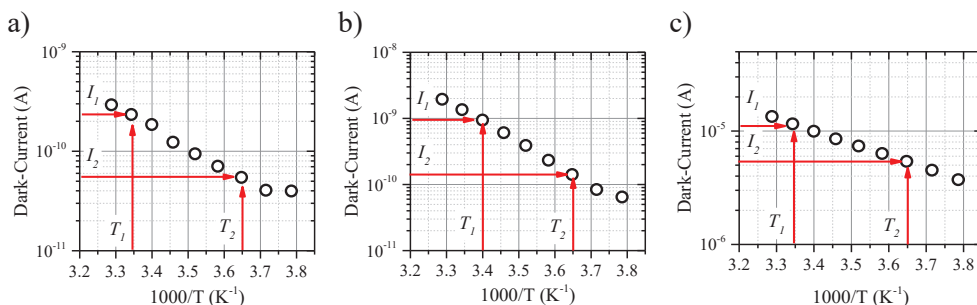 a)
Dark-Current (A)
10⁻⁹
10⁻¹⁰
10⁻¹¹
I₁
I₂
T₁
T₂
3.2 3.3 3.4 3.5 3.6 3.7 3.8
1000/T (K⁻¹)
b)
Dark-Current (A)
10⁻⁸
10⁻⁹
10⁻¹⁰
10⁻¹¹
I₁
I₂
T₁
T₂
3.2 3.3 3.4 3.5 3.6 3.7 3.8
1000/T (K⁻¹)
c)
Dark-Current (A)
10⁻⁵
10⁻⁶
I₁
I₂
T₁
T₂
3.2 3.3 3.4 3.5 3.6 3.7 3.8
1000/T (K⁻¹)